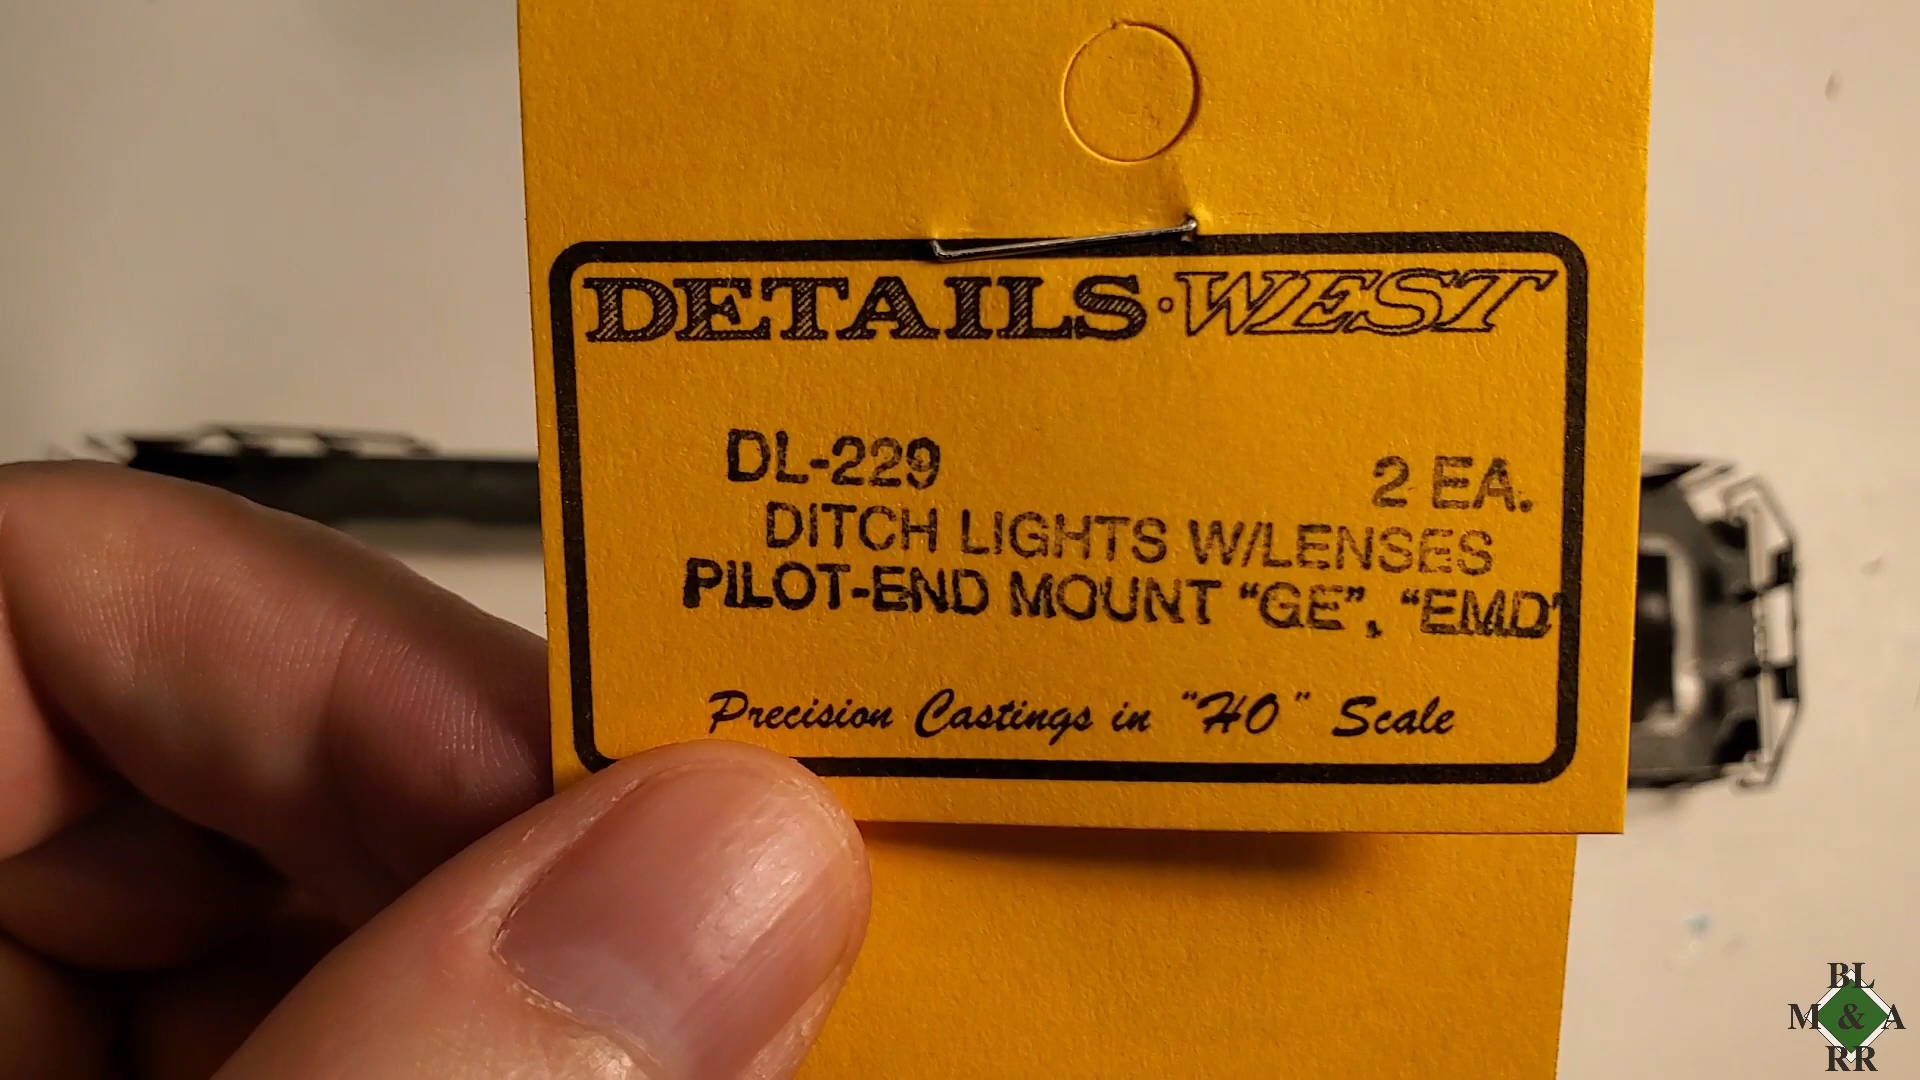 DETAILS·WEST
DL-229 2 EA.
DITCH LIGHTS W/LENSES
PILOT-END MOUNT “GE”, “EMD”
Precision Castings in "HO" Scale
BL
M & A
RR